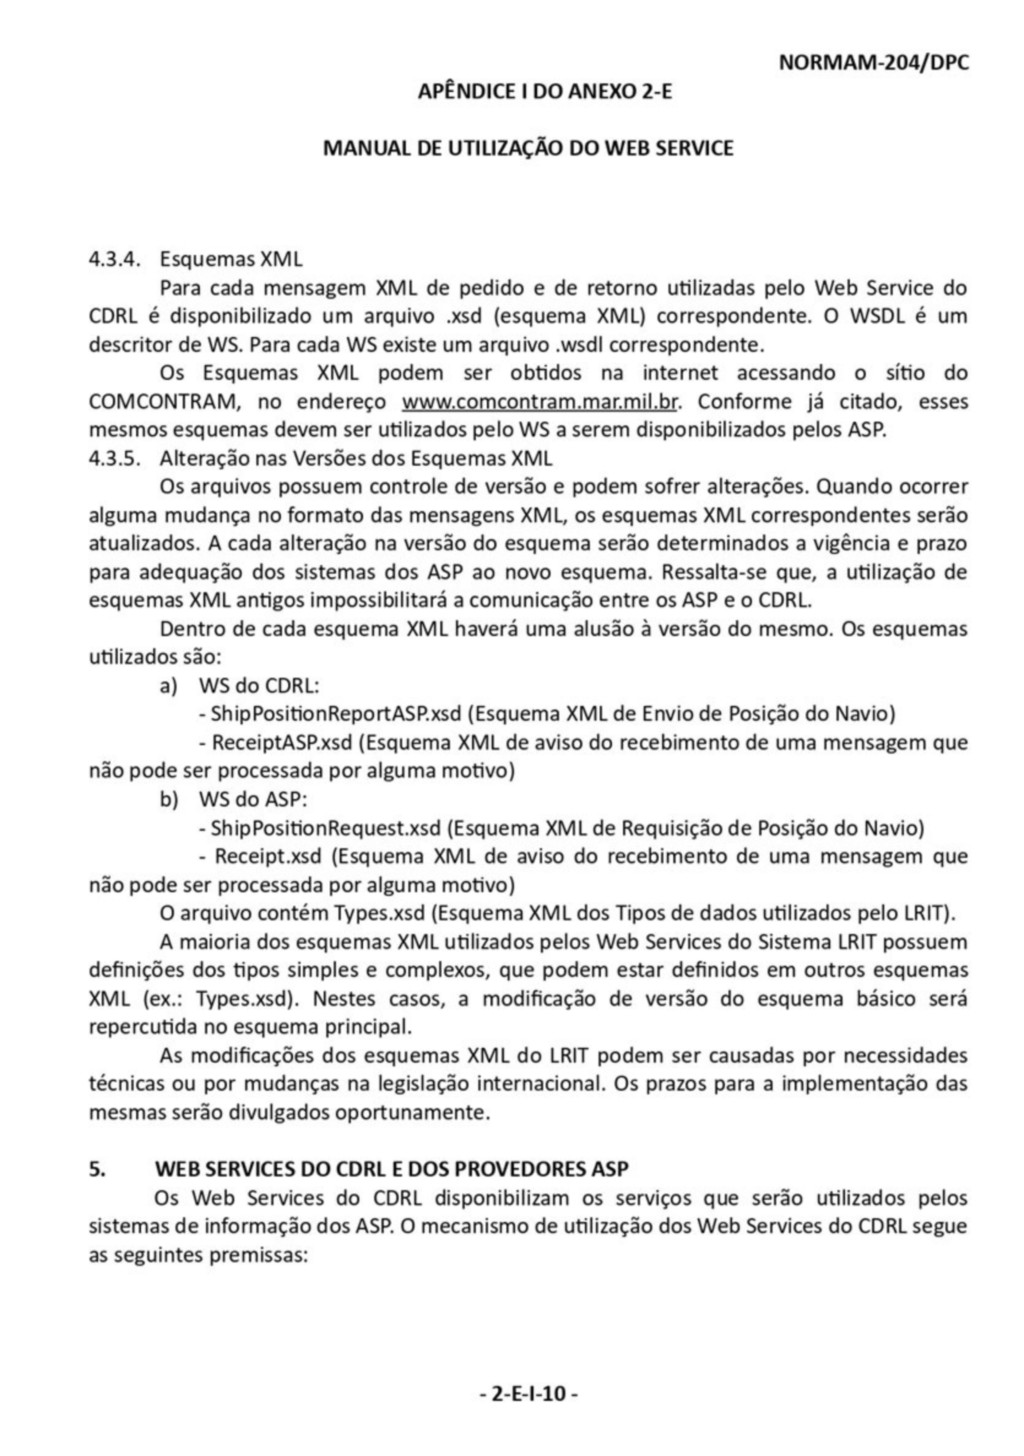 NORMAM-204/DPC
APÊNDICE I DO ANEXO 2-E
MANUAL DE UTILIZAÇÃO DO WEB SERVICE
4.3.4. Esquemas XML
Para cada mensagem XML de pedido e de retorno utilizadas pelo Web Service do
CDRL é disponibilizado um arquivo .xsd (esquema XML) correspondente. O WSDL é um
descritor de WS. Para cada WS existe um arquivo .wsdl correspondente.
Os Esquemas XML podem ser obtidos na internet acessando o sítio do
COMCONTRAM, no endereço www.comcontram.mar.mil.br. Conforme já citado, esses
mesmos esquemas devem ser utilizados pelo WS a serem disponibilizados pelos ASP.
4.3.5. Alteração nas Versões dos Esquemas XML
Os arquivos possuem controle de versão e podem sofrer alterações. Quando ocorrer
alguma mudança no formato das mensagens XML, os esquemas XML correspondentes serão
atualizados. A cada alteração na versão do esquema serão determinados a vigência e prazo
para adequação dos sistemas dos ASP ao novo esquema. Ressalta-se que, a utilização de
esquemas XML antigos impossibilitará a comunicação entre os ASP e o CDRL.
Dentro de cada esquema XML haverá uma alusão à versão do mesmo. Os esquemas
utilizados são:
a) WS do CDRL:
- ShipPositionReportASP.xsd (Esquema XML de Envio de Posição do Navio)
- ReceiptASP.xsd (Esquema XML de aviso do recebimento de uma mensagem que
não pode ser processada por alguma motivo)
b) WS do ASP:
- ShipPositionRequest.xsd (Esquema XML de Requisição de Posição do Navio)
- Receipt.xsd (Esquema XML de aviso do recebimento de uma mensagem que
não pode ser processada por alguma motivo)
O arquivo contém Types.xsd (Esquema XML dos Tipos de dados utilizados pelo LRIT).
A maioria dos esquemas XML utilizados pelos Web Services do Sistema LRIT possuem
definições dos tipos simples e complexos, que podem estar definidos em outros esquemas
XML (ex.: Types.xsd). Nestes casos, a modificação de versão do esquema básico será
repercutida no esquema principal.
As modificações dos esquemas XML do LRIT podem ser causadas por necessidades
técnicas ou por mudanças na legislação internacional. Os prazos para a implementação das
mesmas serão divulgados oportunamente.
5. WEB SERVICES DO CDRL E DOS PROVEDORES ASP
Os Web Services do CDRL disponibilizam os serviços que serão utilizados pelos
sistemas de informação dos ASP. O mecanismo de utilização dos Web Services do CDRL segue
as seguintes premissas:
- 2-E-I-10 -